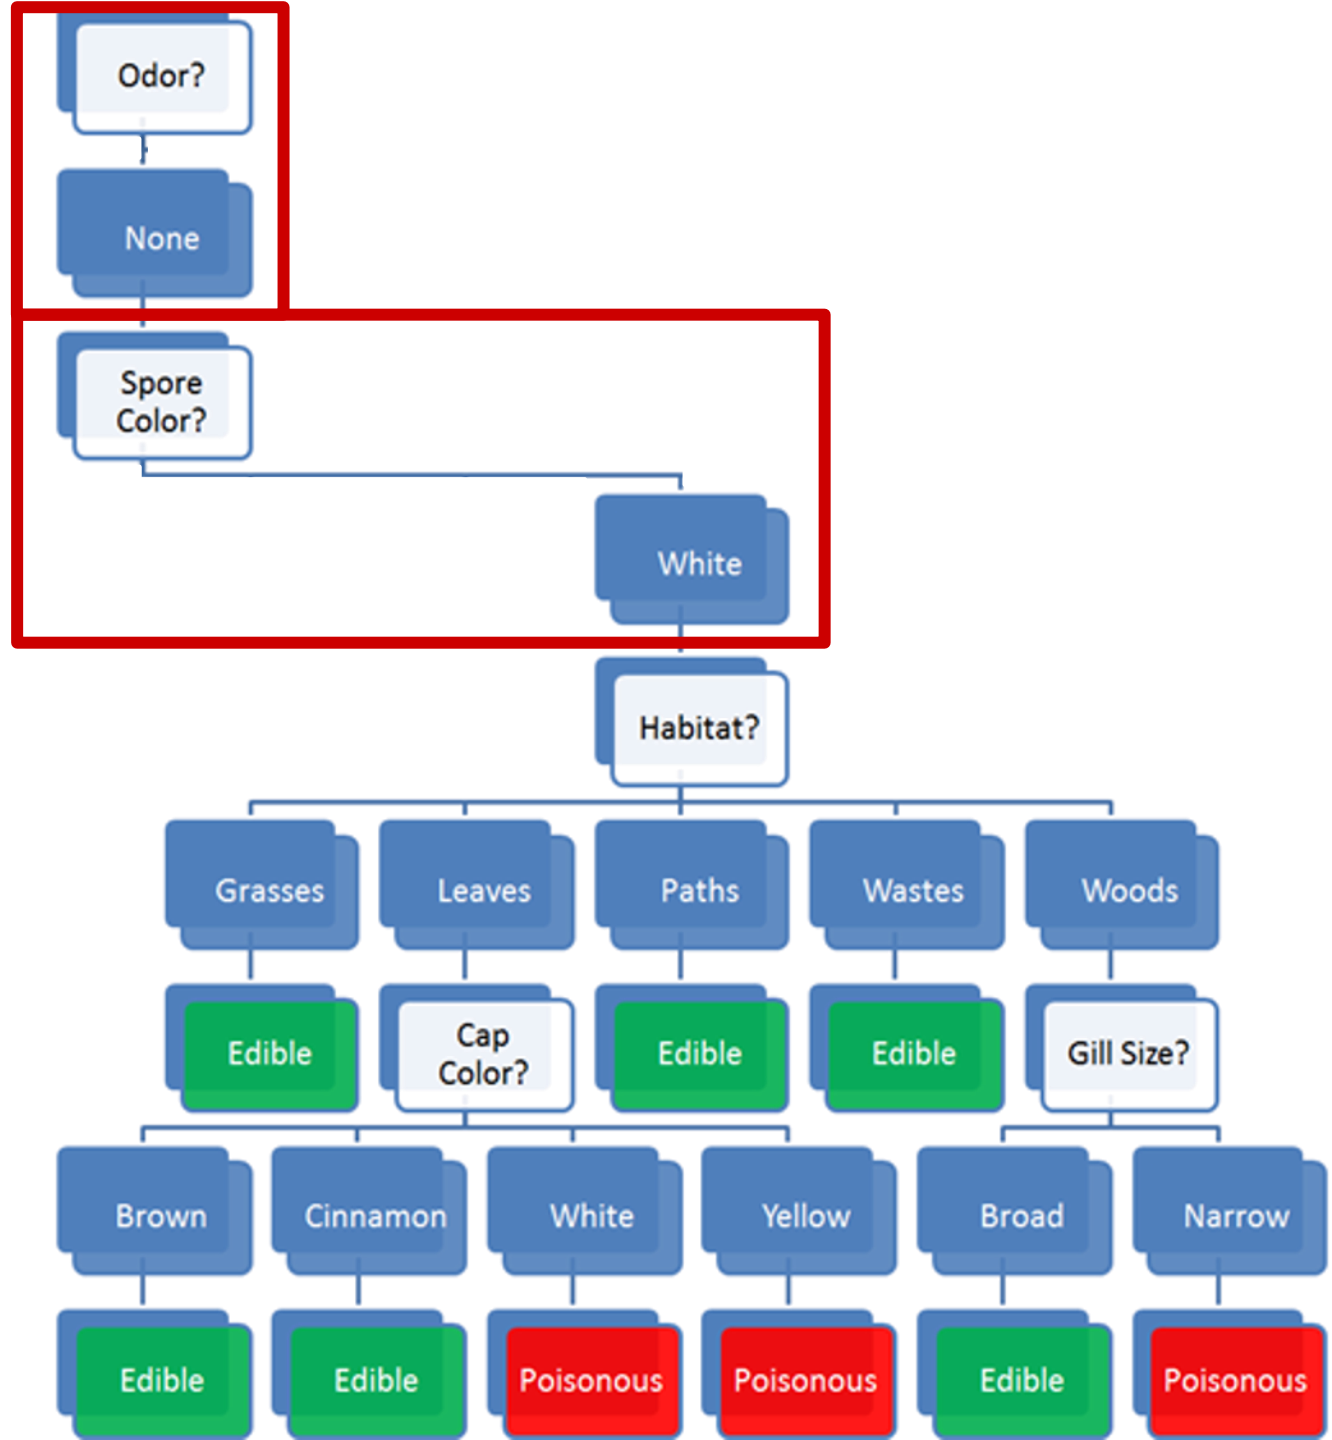 Odor?
None
Spore
Color?
White
Habitat?
Grasses
Leaves
Paths
Wastes
Woods
Edible
Cap
Color?
Edible
Edible
Gill Size?
Brown
Cinnamon
White
Yellow
Broad
Narrow
Edible
Edible
Poisonous
Poisonous
Edible
Poisonous